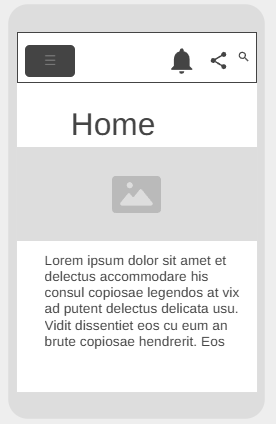 Home
Lorem ipsum dolor sit amet et
delectus accommodare his
consul copiosae legendos at vix
ad putent delectus delicata usu.
Vidit dissentiet eos cu eum an
brute copiosae hendrerit. Eos